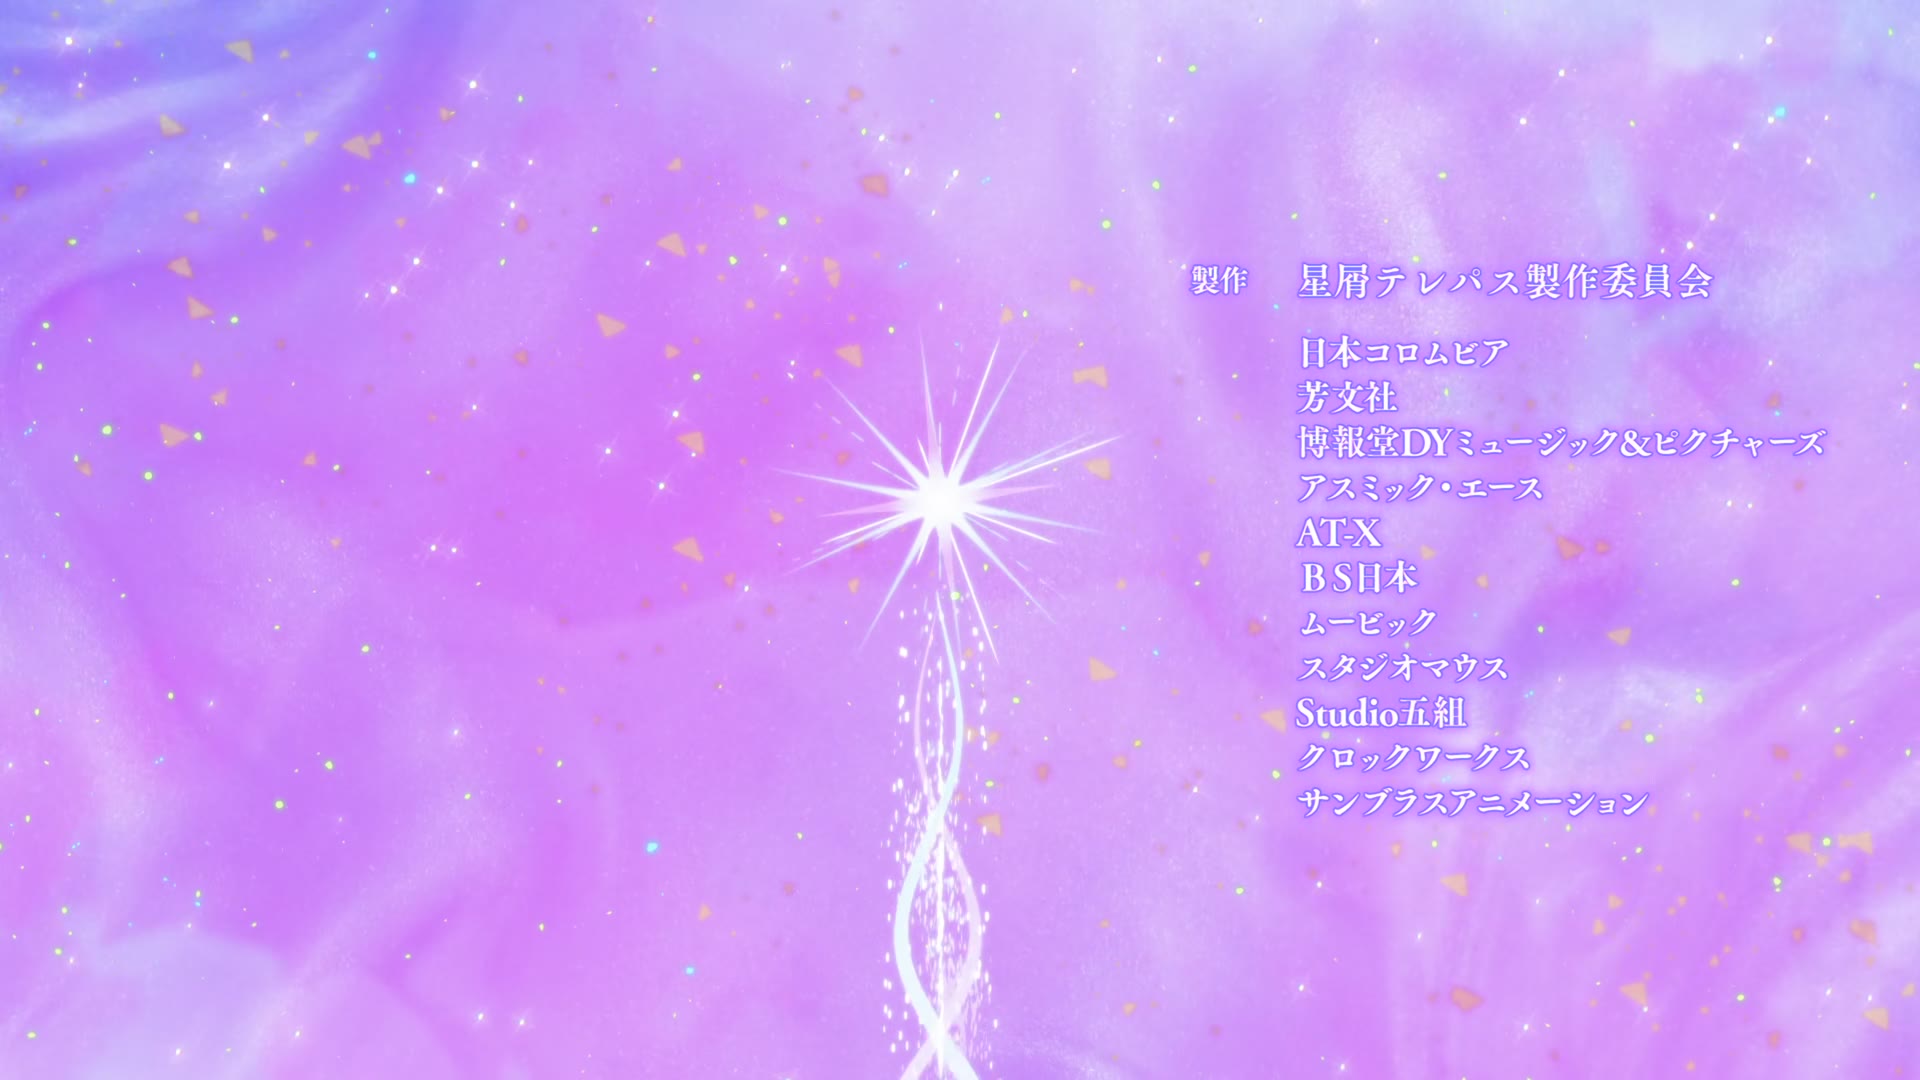 製作 星屑テレパス製作委員会
日本コロムビア
芳文社
博報堂DYミュージック&ピクチャーズ
アスミック・エース
AT-X
BS日本
ムービック
スタジオマウス
Studio五組
クロックワークス
サンブラスアニメーション